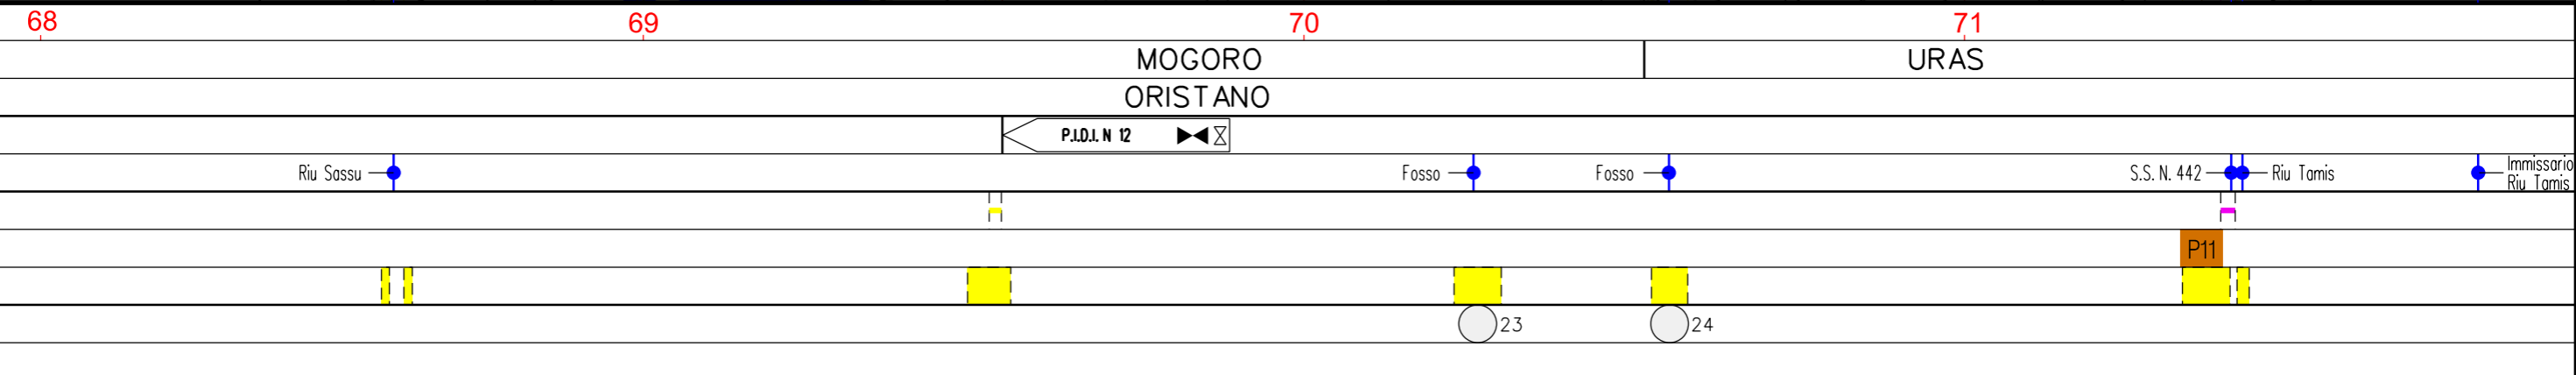 68 69 70 71
MOGORO URAS
ORISTANO
P.I.D.I. N 12
Riu Sassu Fosso Fosso S.S. N. 442 Riu Tamis Immissario
Riu Tamis
P11
23 24